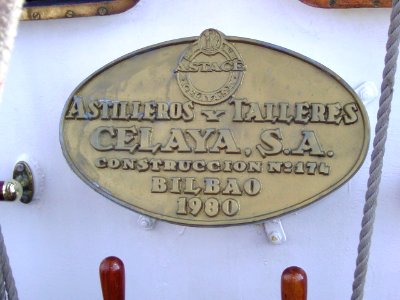 ASTACE
ASTILLEROS Y TALLERES
CELAYA, S.A.
CONSTRUCCION Nº 174
BILBAO
1980